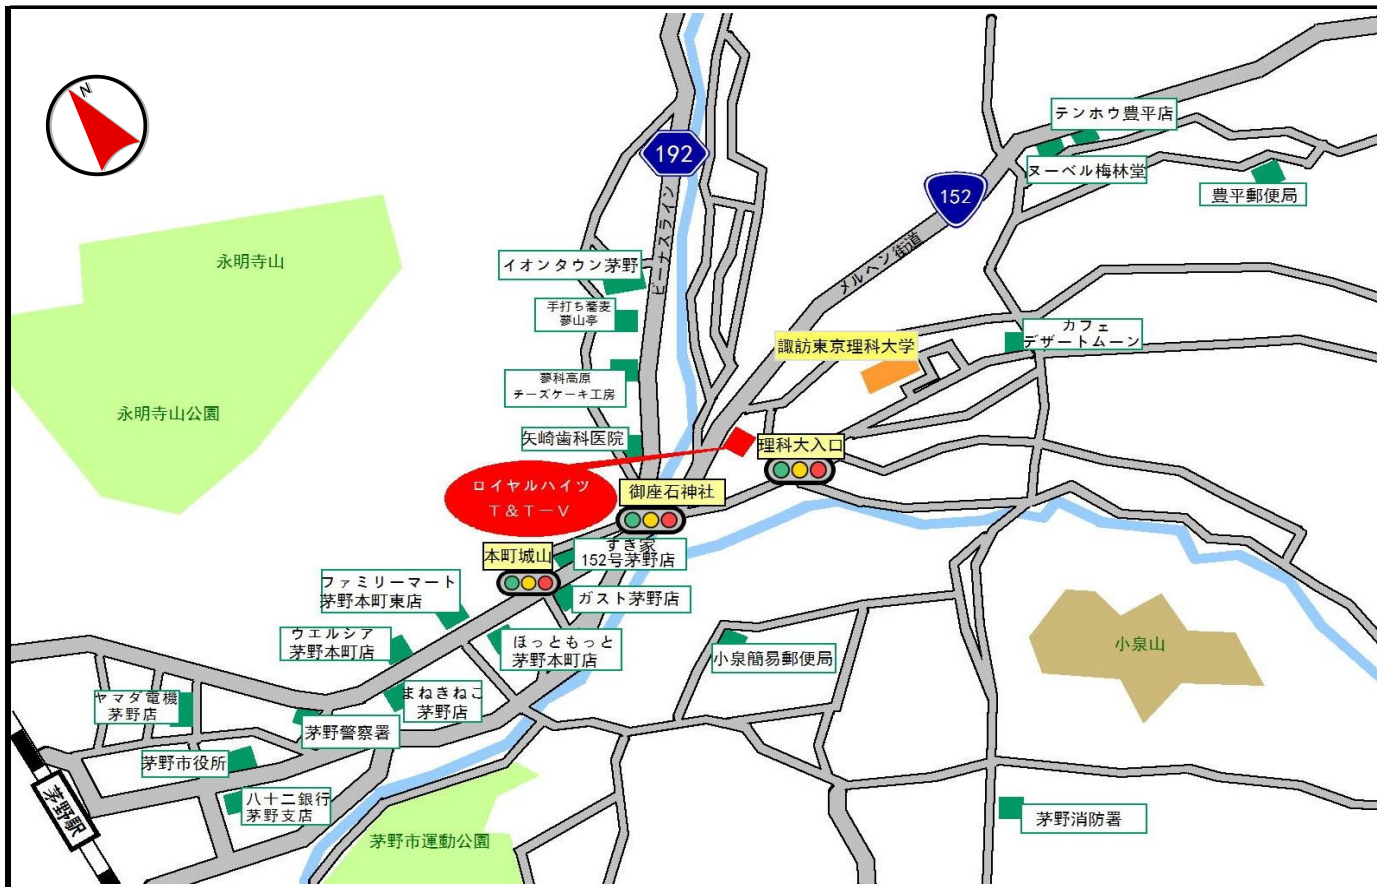 N
192
ビーナスライン
152
メルヘン街道
テンホウ豊平店
ヌーベル梅林堂
豊平郵便局
永明寺山
永明寺山公園
イオンタウン茅野
手打ち蕎麦
夢山亭
夢科高原
チーズケーキ工房
矢崎歯科医院
諏訪東京理科大学
カフェ
デザートムーン
理科大入口
ロイヤルハイツ
T&T-V
御座石神社
本町城山
すき家
152号茅野店
ガスト茅野店
ファミリーマート
茅野本町東店
ウエルシア
茅野本町店
ほっともっと
茅野本町店
小泉簡易郵便局
小泉山
ヤマダ電機
茅野店
まねきねこ
茅野店
茅野警察署
茅野市役所
八十二銀行
茅野支店
茅野駅
茅野市運動公園
茅野消防署